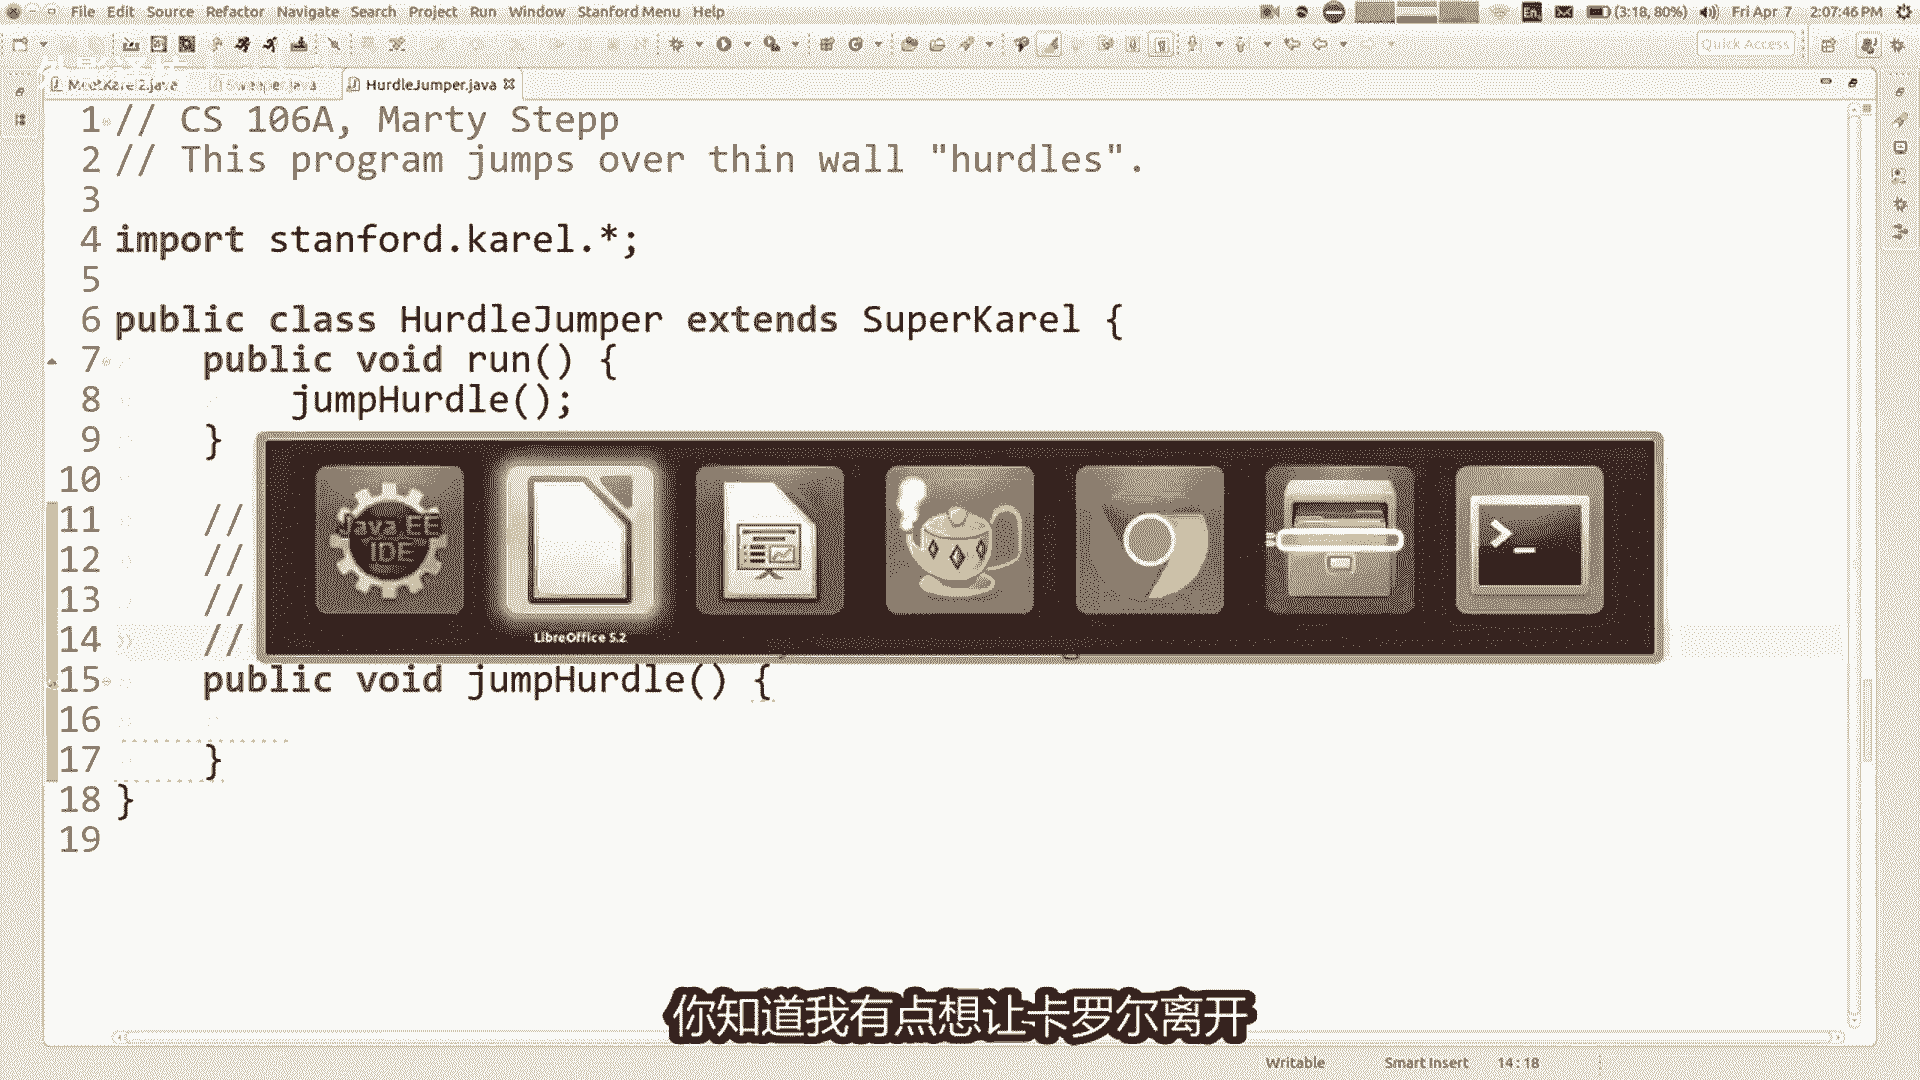 File Edit Source Refactor Navigate Search Project Run Window Stanford Menu Help
En (3:18, 80%) Fri Apr 7 2:07:46 PM
Quick Access
HurdleJumper.java
1 // CS 106A, Marty Stepp
2 // This program jumps over thin wall "hurdles".
3
4 import stanford.karel.*;
5
6 public class HurdleJumper extends SuperKarel {
7 public void run() {
8 jumpHurdle();
9 }
10
11 //
12 //
13 //
14 //
Java EE
IDE
>_
LibreOffice 5.2
15 public void jumpHurdle() {
16
17 }
18 }
19
你知道我有点想让卡罗尔离开
Writable Smart Insert 14:18